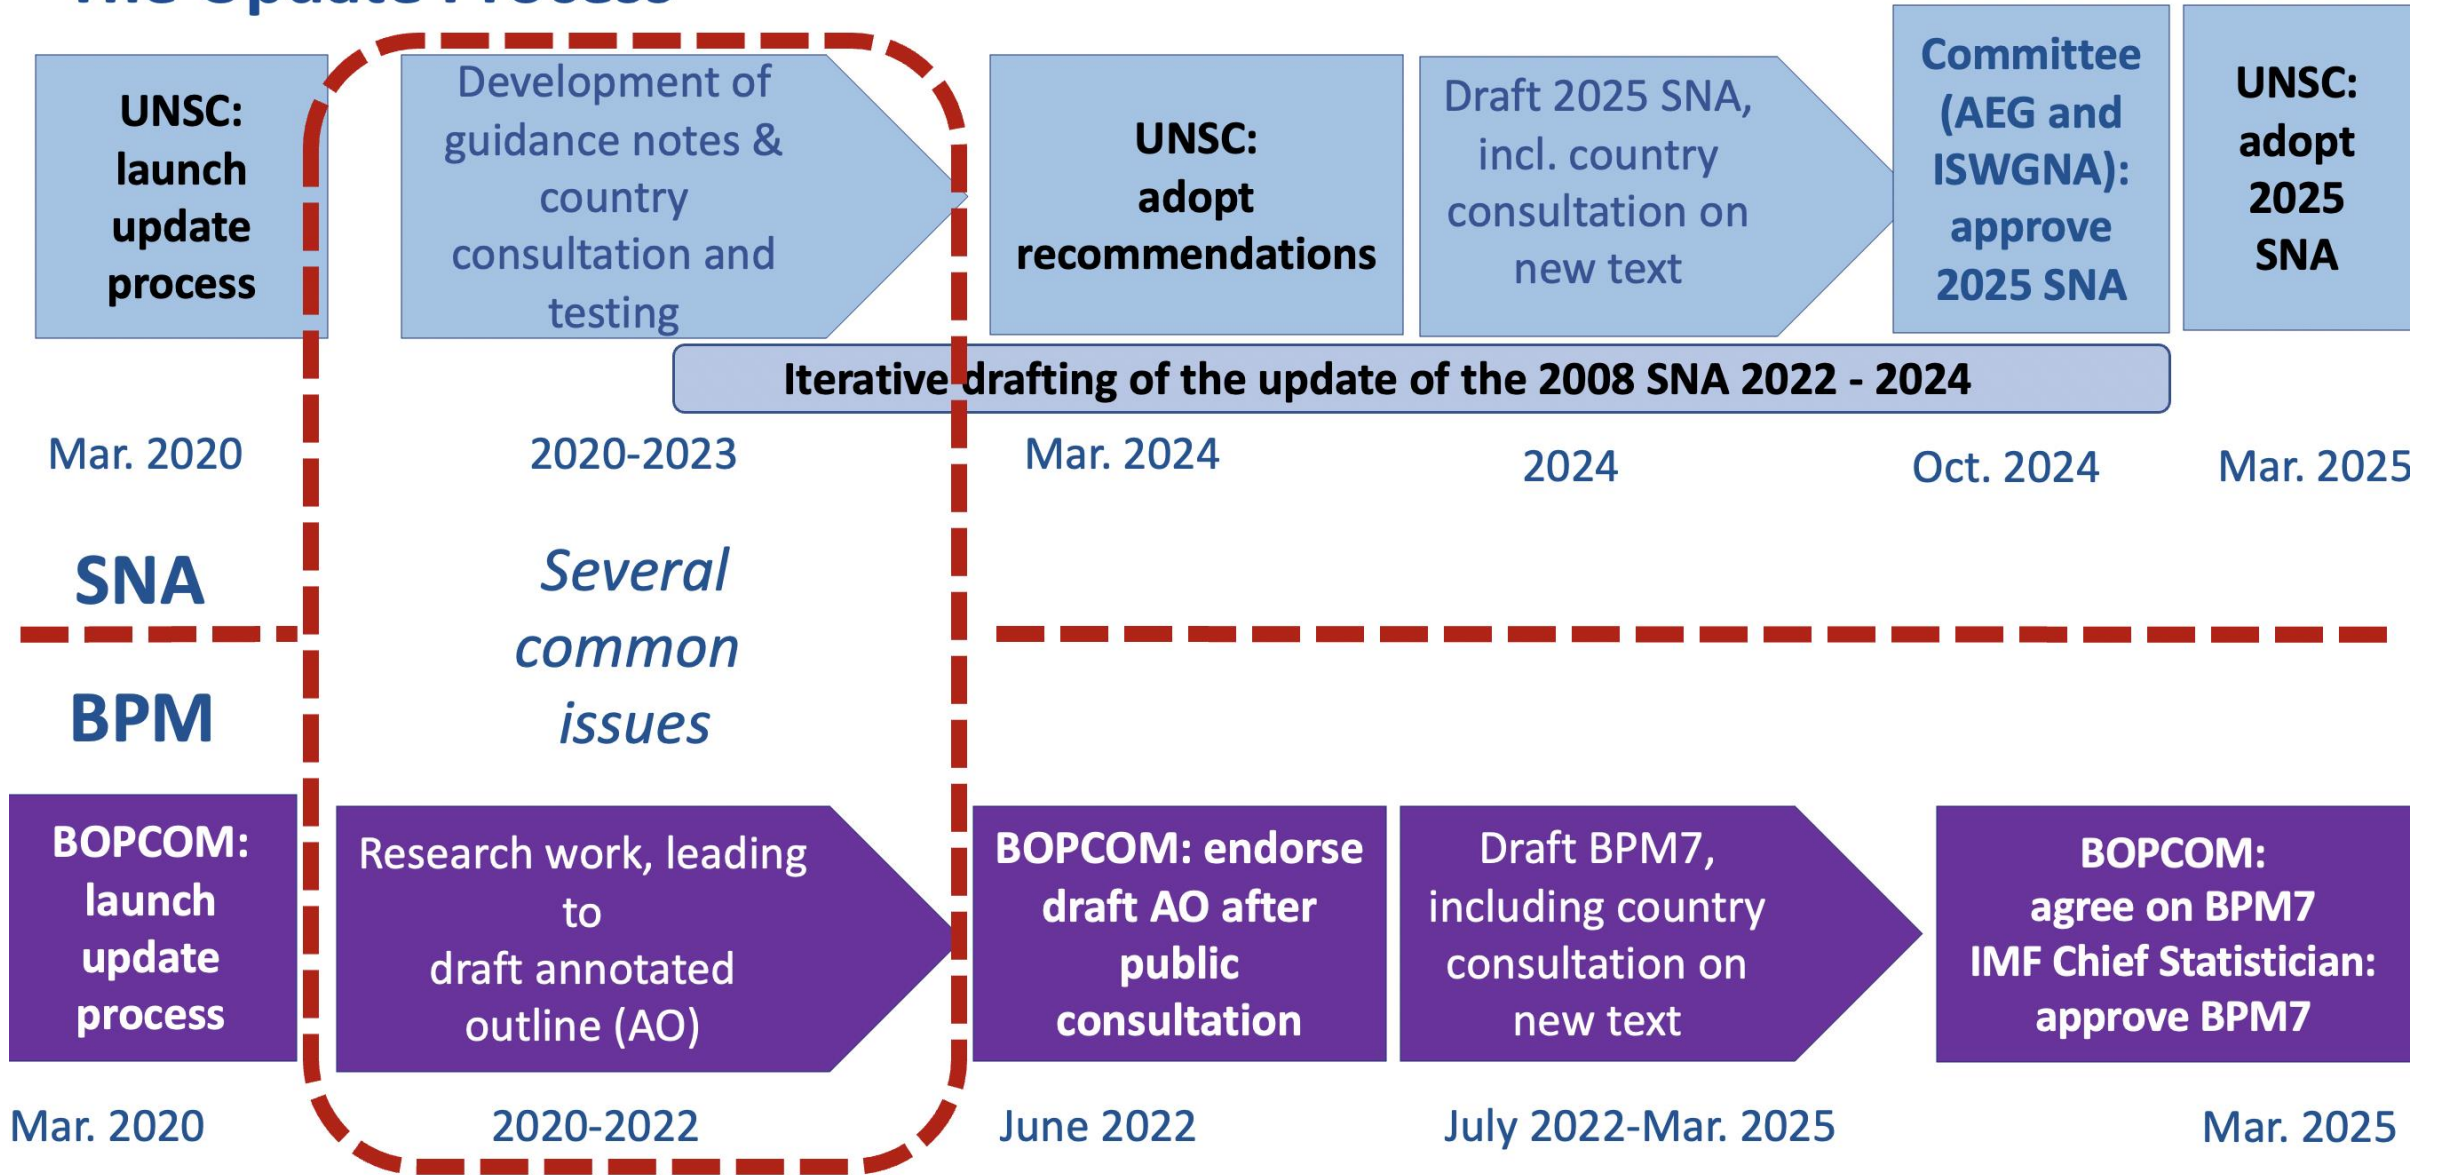 The Update Process
UNSC:
launch
update
process
Development of
guidance notes &
country
consultation and
testing
UNSC:
adopt
recommendations
Draft 2025 SNA,
incl. country
consultation on
new text
Committee
(AEG and
ISWGNA):
approve
2025 SNA
UNSC:
adopt
2025
SNA
Iterative drafting of the update of the 2008 SNA 2022 - 2024
Mar. 2020
2020-2023
Mar. 2024
2024
Oct. 2024
Mar. 2025
SNA
Several
common
issues
BPM
BOPCOM:
launch
update
process
Research work, leading
to
draft annotated
outline (AO)
BOPCOM: endorse
draft AO after
public
consultation
Draft BPM7,
including country
consultation on
new text
BOPCOM:
agree on BPM7
IMF Chief Statistician:
approve BPM7
Mar. 2020
2020-2022
June 2022
July 2022-Mar. 2025
Mar. 2025